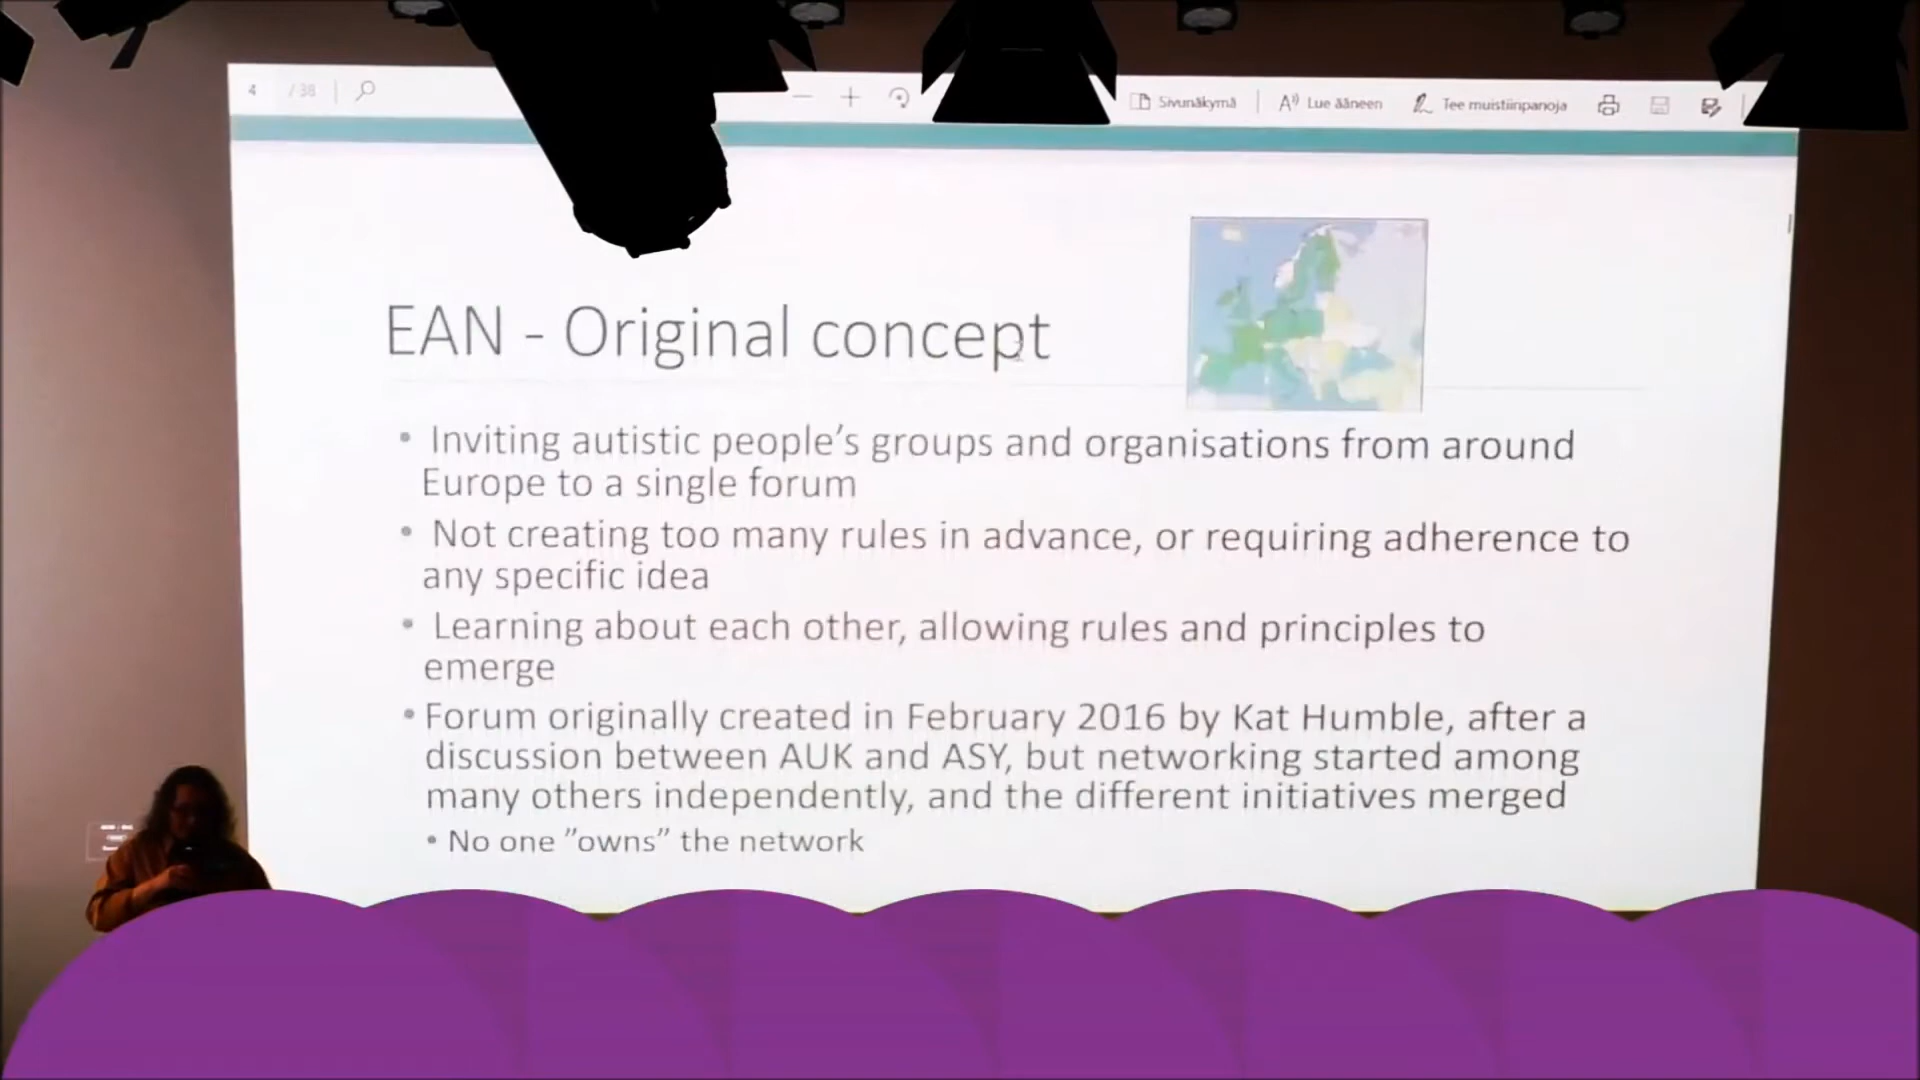 4 / 38
Sivunäkymä
Lue ääneen
Tee muistiinpanoja
EAN - Original concept
• Inviting autistic people’s groups and organisations from around
Europe to a single forum
• Not creating too many rules in advance, or requiring adherence to
any specific idea
• Learning about each other, allowing rules and principles to
emerge
• Forum originally created in February 2016 by Kat Humble, after a
discussion between AUK and ASY, but networking started among
many others independently, and the different initiatives merged
• No one ”owns” the network